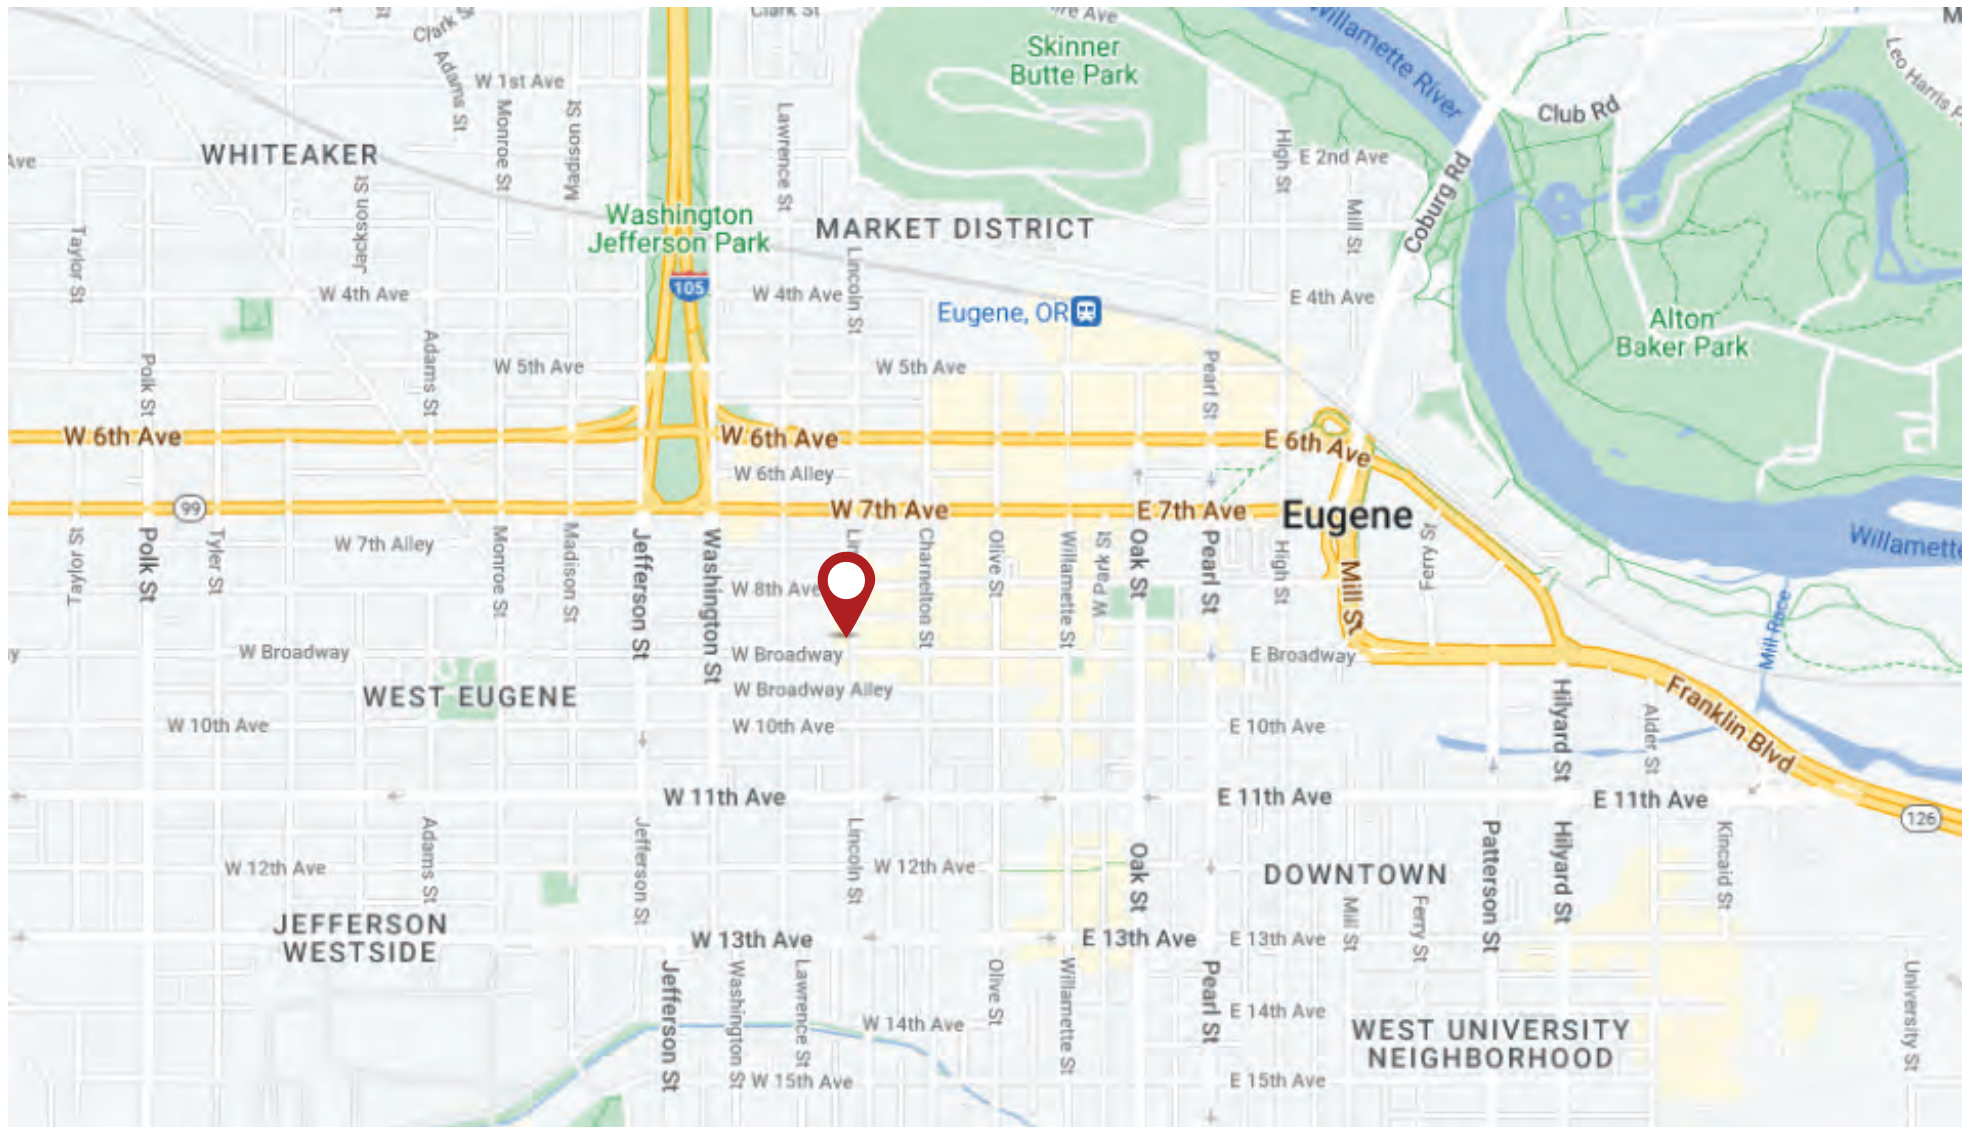 Clark St
Clark St
W 1st Ave
Adams St
Monroe St
Madison St
Lawrence St
Skinner
Butte Park
Willamette River
Club Rd
Leo Harris
High St
E 2nd Ave
Coburg Rd
Mill St
WHITEAKER
Ave
Jackson St
Taylor St
Washington
Jefferson Park
MARKET DISTRICT
Lincoln St
105
W 4th Ave
W 4th Ave
E 4th Ave
Eugene, OR
Alton
Baker Park
Polk St
Adams St
W 5th Ave
W 5th Ave
Pearl St
W 6th Ave
W 6th Ave
E 6th Ave
W 6th Alley
99
W 7th Ave
E 7th Ave
Eugene
Willamette
Taylor St
Polk St
Tyler St
W 7th Alley
Monroe St
Madison St
Jefferson St
Washington St
W 8th Ave
Charnelton St
Olive St
Willamette St
W Park St
Oak St
Pearl St
High St
Mill St
Ferry St
Mill Race
W Broadway
W Broadway
E Broadway
W Broadway Alley
WEST EUGENE
W 10th Ave
W 10th Ave
E 10th Ave
Hilyard St
Alder St
Franklin Blvd
W 11th Ave
E 11th Ave
E 11th Ave
126
Adams St
Jefferson St
Lincoln St
Oak St
Patterson St
Hilyard St
Kincaid St
W 12th Ave
W 12th Ave
DOWNTOWN
JEFFERSON
WESTSIDE
Mill St
Ferry St
W 13th Ave
E 13th Ave
E 13th Ave
Jefferson St
Washington St
Lawrence St
Olive St
Willamette St
Pearl St
University St
W 14th Ave
E 14th Ave
WEST UNIVERSITY
NEIGHBORHOOD
W 15th Ave
E 15th Ave